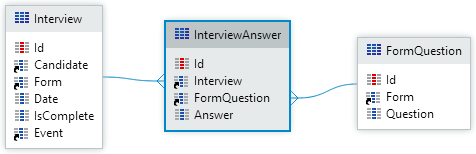 Interview
Id
Candidate
Form
Date
IsComplete
Event
InterviewAnswer
Id
Interview
FormQuestion
Answer
FormQuestion
Id
Form
Question